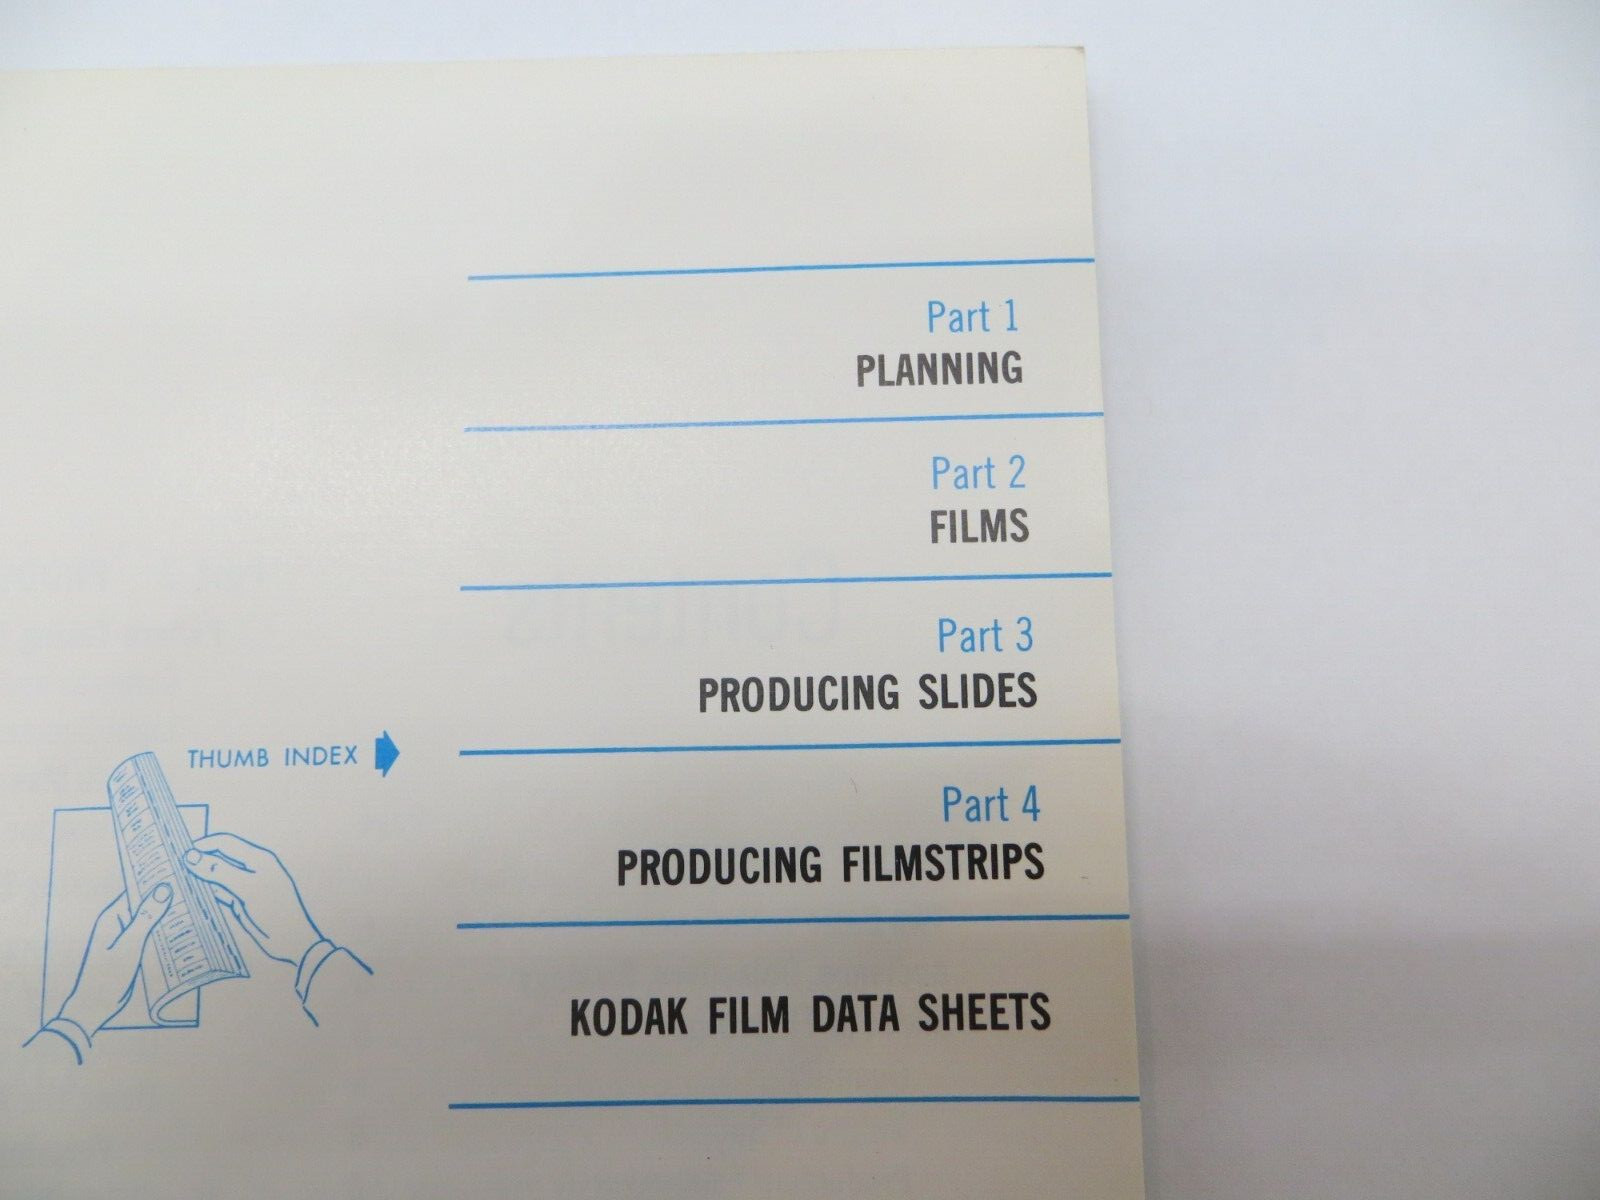 Part 1
PLANNING
Part 2
FILMS
Part 3
PRODUCING SLIDES
THUMB INDEX
Part 4
PRODUCING FILMSTRIPS
KODAK FILM DATA SHEETS